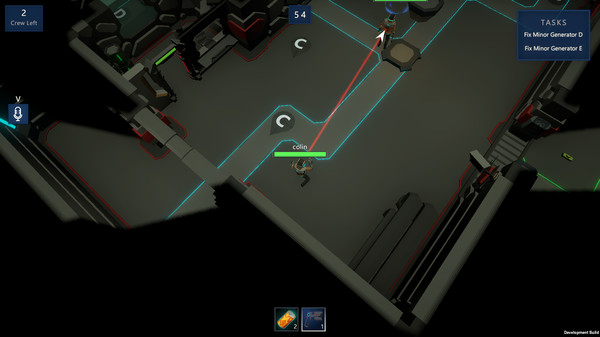 2
Crew Left
54
TASKS
Fix Minor Generator D
Fix Minor Generator E
D
C
V
C
colin
2
1
Development Build